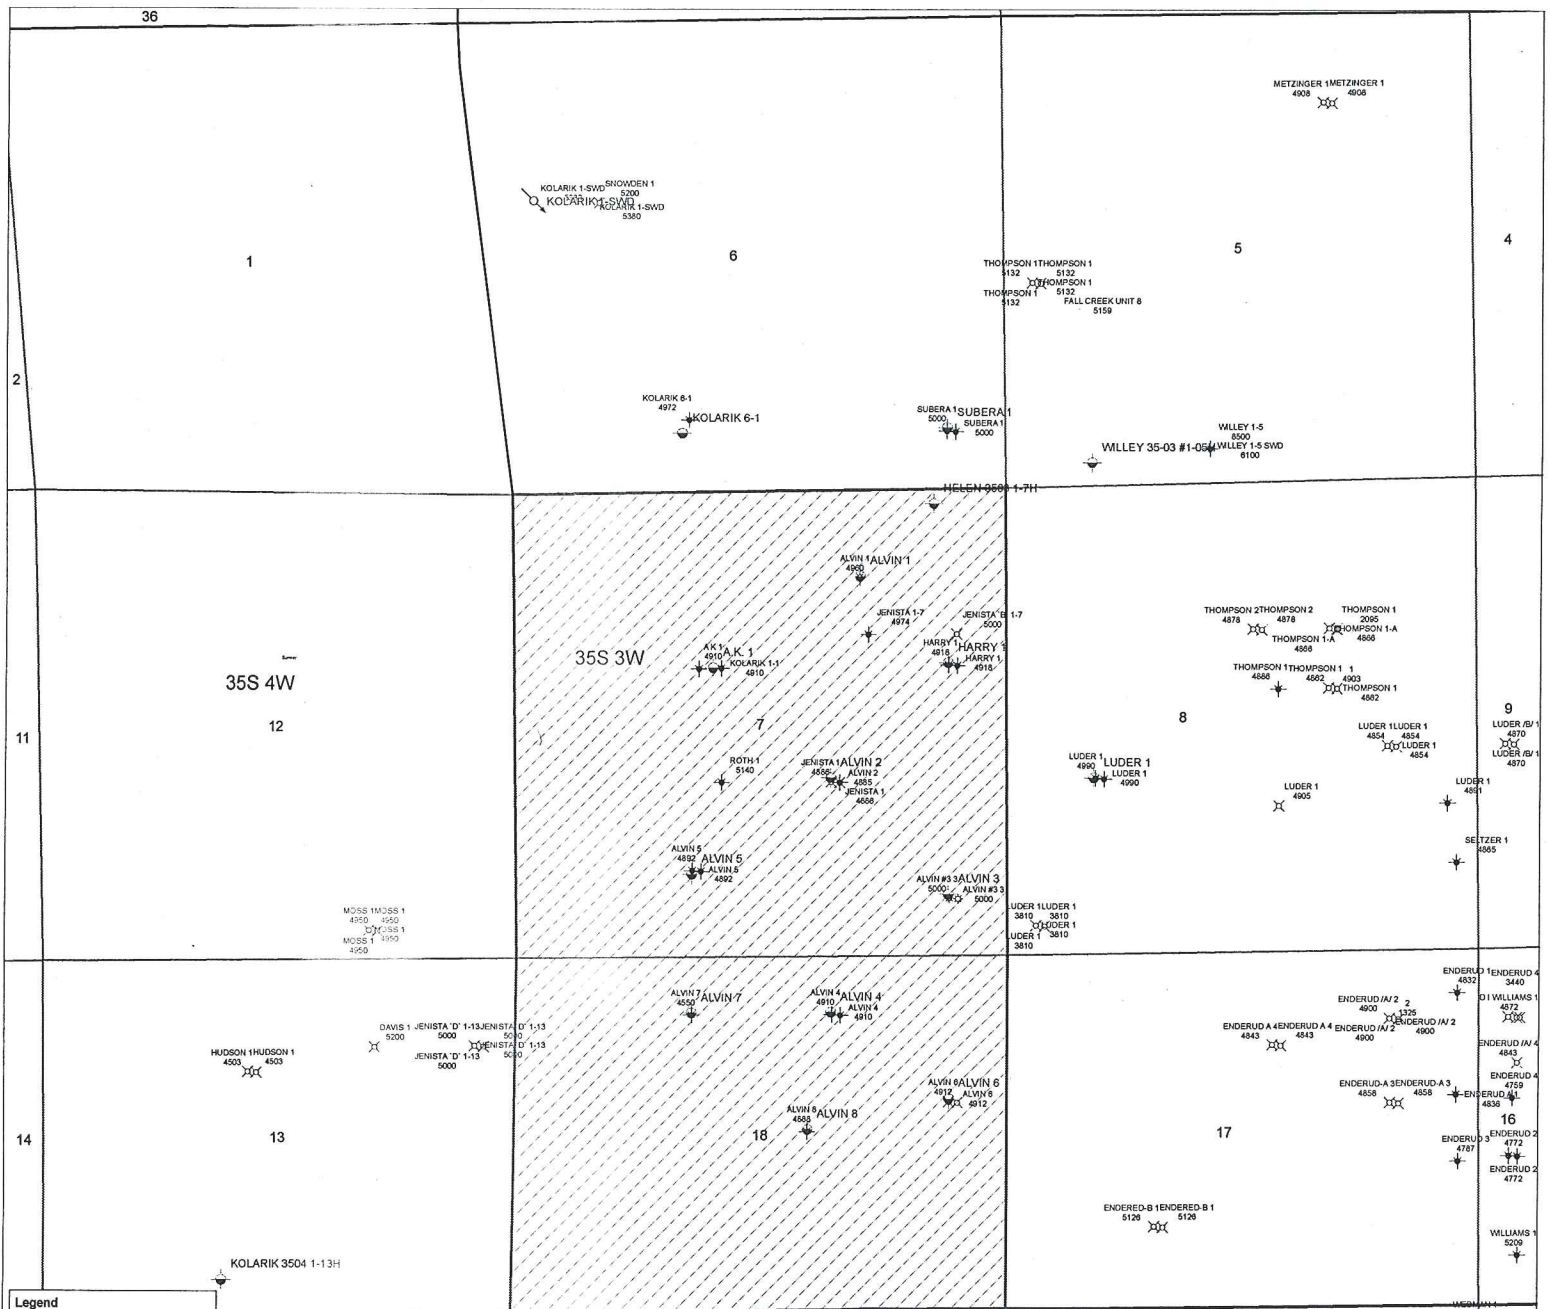 36
METZINGER 1 METZINGER 1
4908 4908
KOLARIK 1-SWD SNOWDEN 1
5200
KOLARIK 1-SWD
KOLARIK 1-SWD
5380
1
6
5
4
THOMPSON 1 THOMPSON 1
5132 5132
THOMPSON 1
THOMPSON 1 5132
5132
FALL CREEK UNIT 8
5159
2
KOLARIK 6-1
4972
KOLARIK 6-1
SUBERA 1 SUBERA 1
5000 SUBERA 1
5000
WILLEY 1-5
8500
WILLEY 35-03 #1-05H
WILLEY 1-5 SWD
6100
1-7H
ALVIN 1 ALVIN 1
4960
JENISTA 1-7
4974
JENISTA 'B' 1-7
5000
THOMPSON 2 THOMPSON 2
4878 4878
THOMPSON 1
2095
THOMPSON 1-A
4866
THOMPSON 1-A
4866
35S 3W
A K 1
4910
A.K. 1
KOLARIK 1-1
4910
HARRY 1
4918
HARRY 1
HARRY 1
4918
THOMPSON 1 THOMPSON 1 1
4886 4862 4903
THOMPSON 1
4862
35S 4W
11
12
7
8
9
LUDER 1 LUDER 1
4854 4854
LUDER 1
4854
LUDER /B/ 1
4870
LUDER /B/ 1
4870
ROTH 1
5140
JENISTA 1 ALVIN 2
4886
ALVIN 2
4885
JENISTA 1
4886
LUDER 1
4990
LUDER 1
LUDER 1
4990
LUDER 1
4905
LUDER 1
4891
SELTZER 1
4865
ALVIN 5
4892
ALVIN 5
ALVIN 5
4892
ALVIN #3 3 ALVIN 3
5000
ALVIN #3 3
5000
MOSS 1 MOSS 1
4950 4950
MOSS 1
MOSS 1 4950
4950
LUDER 1 LUDER 1
3810 3810
LUDER 1
LUDER 1 3810
3810
ALVIN 7
4550
ALVIN 7
ALVIN 4
4910
ALVIN 4
ALVIN 4
4910
ENDERUD 1 ENDERUD 4
4832 3440
D I WILLIAMS 1
4872
ENDERUD /A/ 2
4900
2
1325
ENDERUD /A/ 2
4900
ENDERUD /A/ 2
4900
ENDERUD A 4 ENDERUD A 4
4843 4843
DAVIS 1
5200
JENISTA 'D' 1-13 JENISTA 'D' 1-13
5000 5000
JENISTA 'D' 1-13
JENISTA 'D' 1-13 5000
5000
HUDSON 1 HUDSON 1
4503 4503
ENDERUD /A/ 4
4843
ENDERUD 4
4759
ENDERUD-A 3 ENDERUD-A 3
4858 4858
ENDERUD A 1
4836
ALVIN 6 ALVIN 6
4912
ALVIN 6
4912
ALVIN 8
4888
ALVIN 8
14
13
18
17
16
ENDERUD 3
4787
ENDERUD 2
4772
ENDERUD 2
4772
ENDERED-B 1 ENDERED-B 1
5126 5126
WILLIAMS 1
5209
KOLARIK 3504 1-13H
Legend